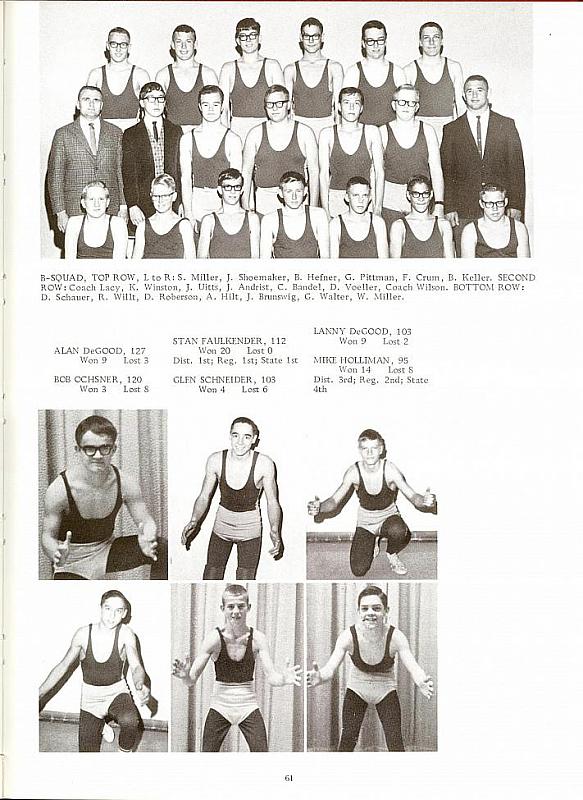 B-SQUAD, TOP ROW, L to R: S. Miller, J. Shoemaker, B. Hefner, G. Pittman, F. Crum, B. Keller. SECOND
ROW: Coach Lacy, K. Winston, J. Uitts, J. Andrist, C. Bandel, D. Voeller, Coach Wilson. BOTTOM ROW:
D. Schauer, R. Willt, D. Roberson, A. Hilt, J. Brunswig, G. Walter, W. Miller.
ALAN DeGOOD, 127
Won 9 Lost 3
BOB OCHSNER, 120
Won 3 Lost 8
STAN FAULKENDER, 112
Won 20 Lost 0
Dist. 1st; Reg. 1st; State 1st
GLEN SCHNEIDER, 103
Won 4 Lost 6
LANNY DeGOOD, 103
Won 9 Lost 2
MIKE HOLLIMAN, 95
Won 14 Lost 8
Dist. 3rd; Reg. 2nd; State
4th
61